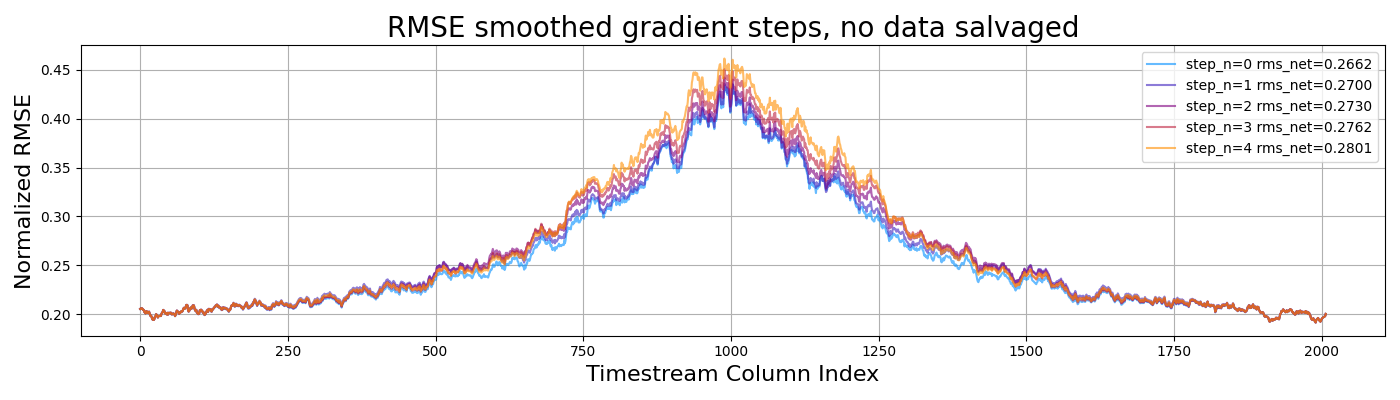 RMSE smoothed gradient steps, no data salvaged
Normalized RMSE
0.45
0.40
0.35
0.30
0.25
0.20
step_n=0 rms_net=0.2662
step_n=1 rms_net=0.2700
step_n=2 rms_net=0.2730
step_n=3 rms_net=0.2762
step_n=4 rms_net=0.2801
0 250 500 750 1000 1250 1500 1750 2000
Timestream Column Index